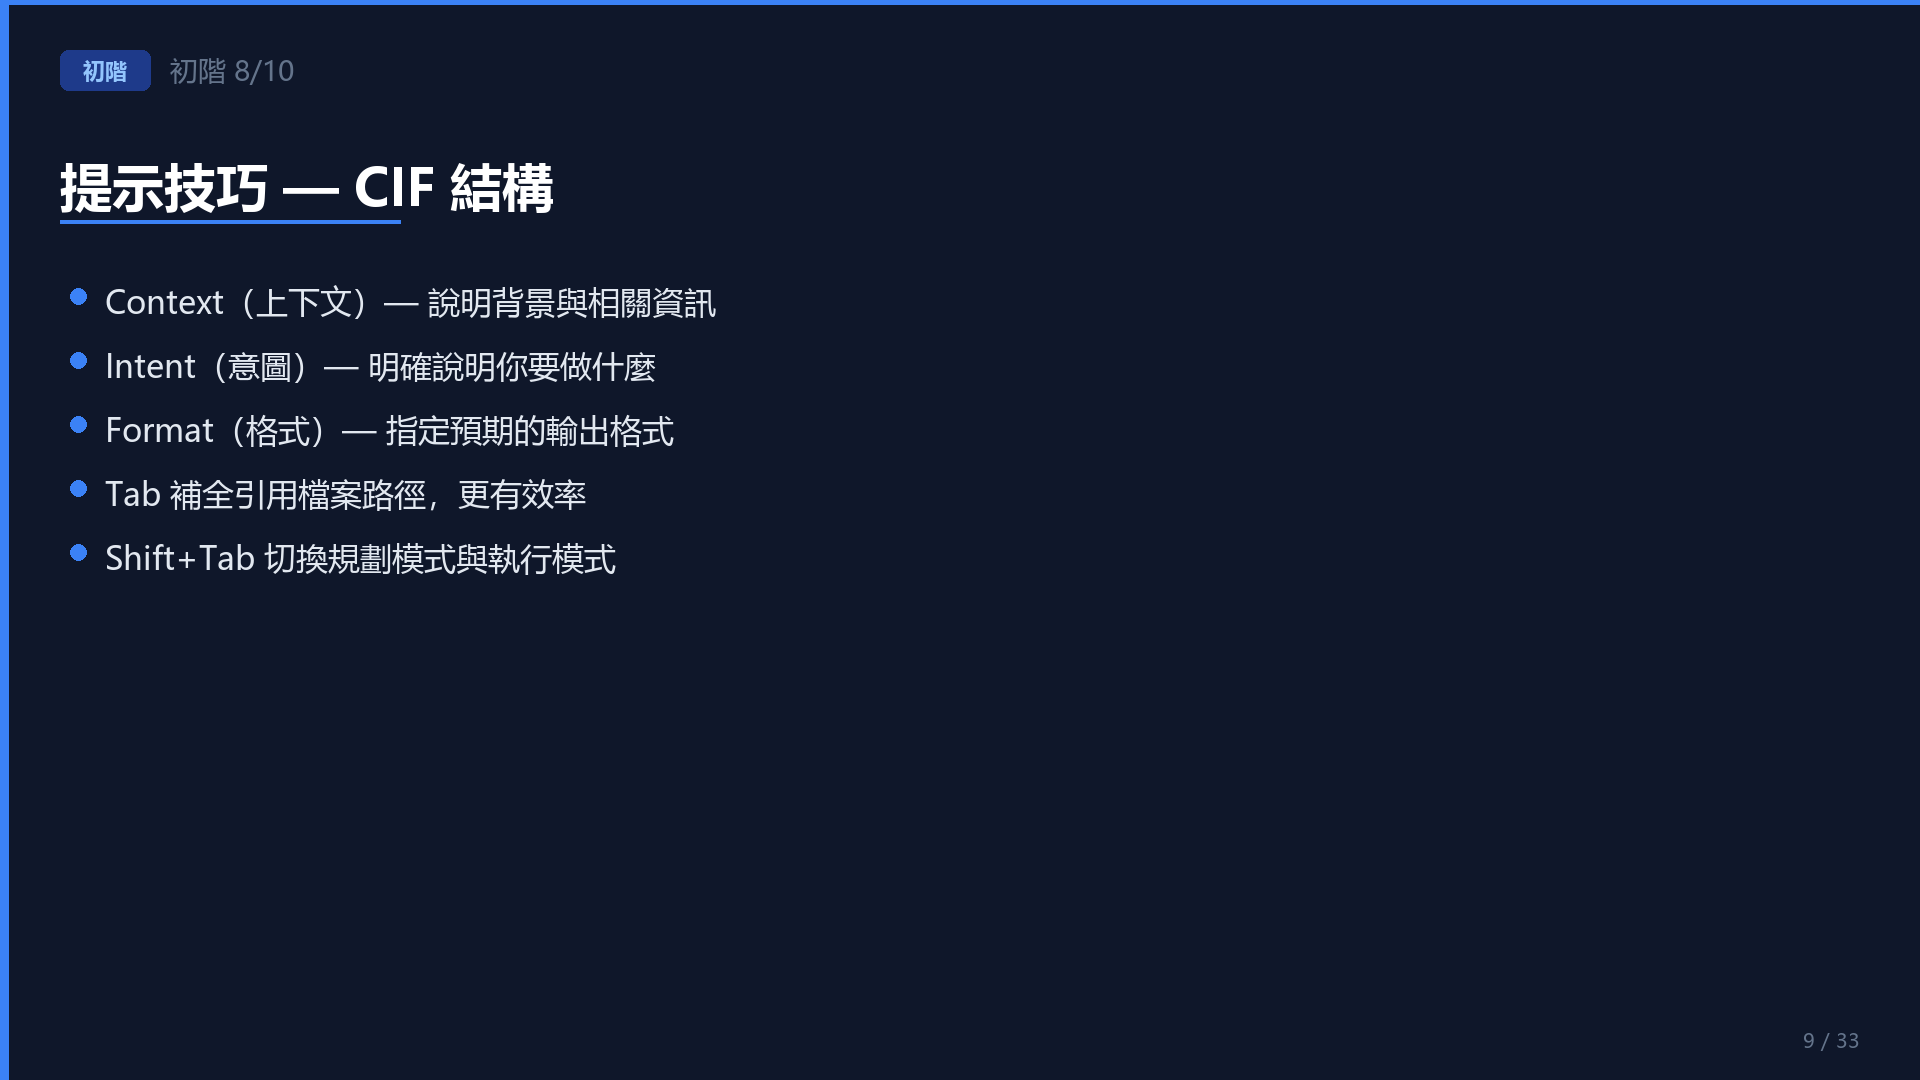 初階 初階 8/10
提示技巧 — CIF 結構
Context（上下文）— 說明背景與相關資訊
Intent（意圖）— 明確說明你要做什麼
Format（格式）— 指定預期的輸出格式
Tab 補全引用檔案路徑，更有效率
Shift+Tab 切換規劃模式與執行模式
9 / 33